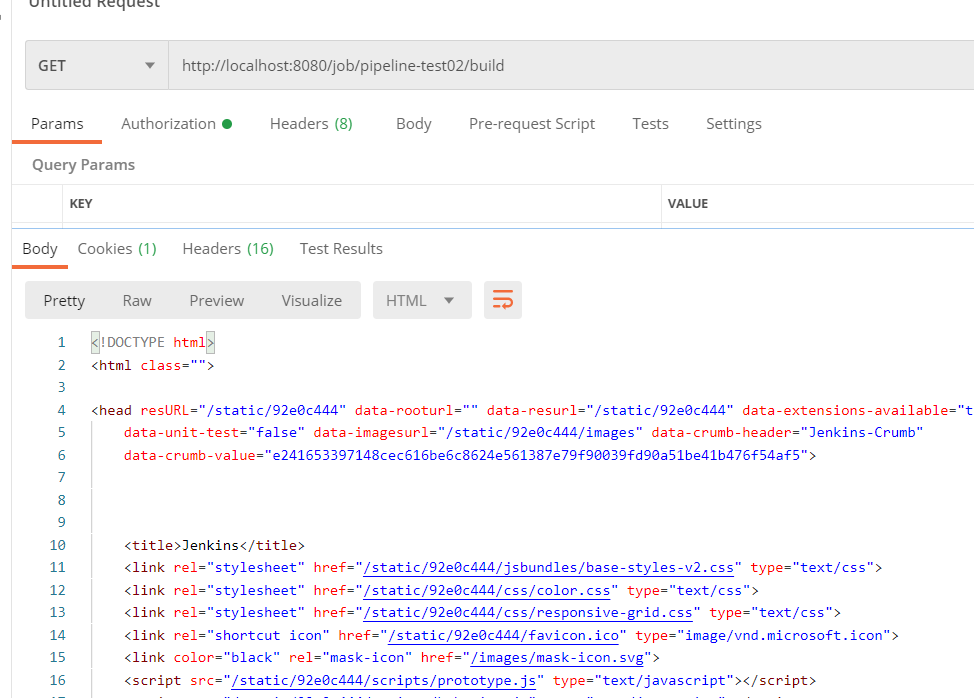 Untitled Request
GET http://localhost:8080/job/pipeline-test02/build
Params Authorization Headers (8) Body Pre-request Script Tests Settings
Query Params
KEY VALUE
Body Cookies (1) Headers (16) Test Results
Pretty Raw Preview Visualize HTML
1 <!DOCTYPE html>
2 <html class="">
3
4 <head resURL="/static/92e0c444" data-rooturl="" data-resurl="/static/92e0c444" data-extensions-available="t
5 data-unit-test="false" data-imagesurl="/static/92e0c444/images" data-crumb-header="Jenkins-Crumb"
6 data-crumb-value="e241653397148cec616be6c8624e561387e79f90039fd90a51be41b476f54af5">
7
8
9
10 <title>Jenkins</title>
11 <link rel="stylesheet" href="/static/92e0c444/jsbundles/base-styles-v2.css" type="text/css">
12 <link rel="stylesheet" href="/static/92e0c444/css/color.css" type="text/css">
13 <link rel="stylesheet" href="/static/92e0c444/css/responsive-grid.css" type="text/css">
14 <link rel="shortcut icon" href="/static/92e0c444/favicon.ico" type="image/vnd.microsoft.icon">
15 <link color="black" rel="mask-icon" href="/images/mask-icon.svg">
16 <script src="/static/92e0c444/scripts/prototype.js" type="text/javascript"></script>